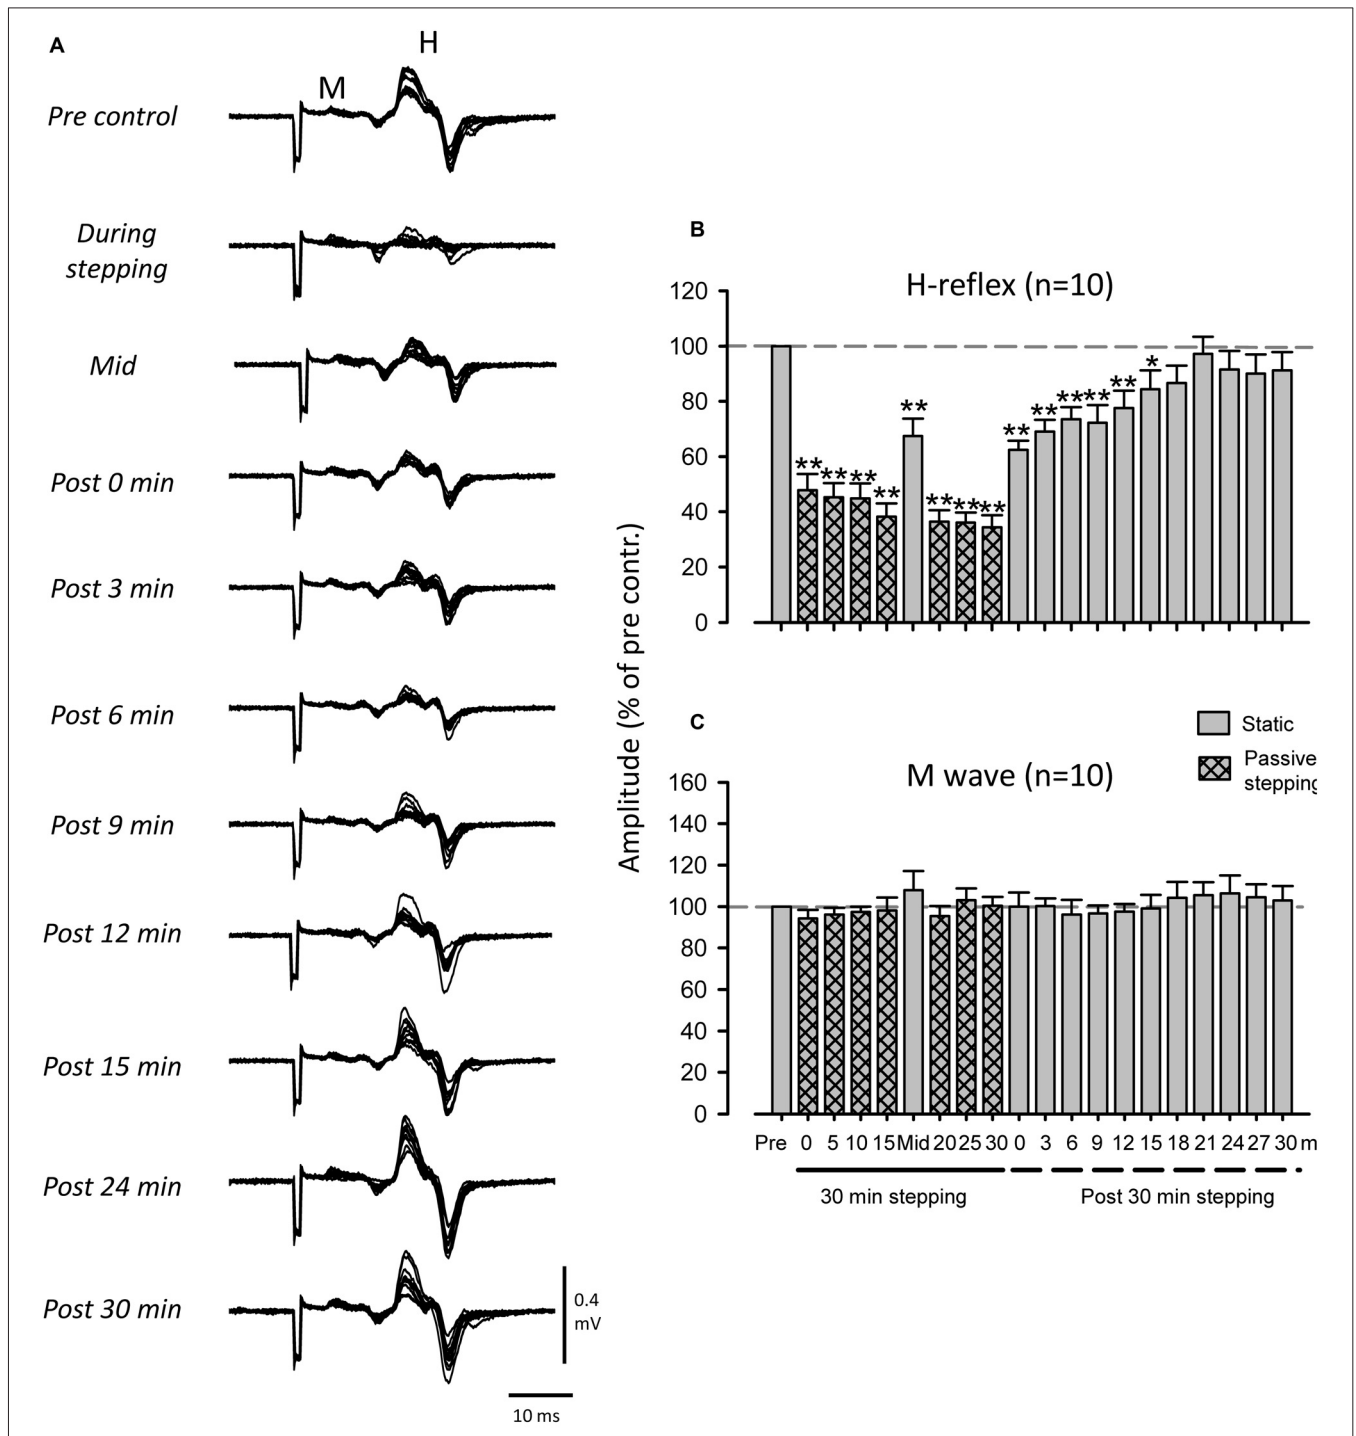 A
H
M
Pre control
During
stepping
Mid
Post 0 min
Post 3 min
Post 6 min
Post 9 min
Post 12 min
Post 15 min
Post 24 min
Post 30 min
0.4
mV
10 ms
B
H-reflex (n=10)
120
100
80
60
40
20
0
** ** ** ** ** ** ** ** ** ** ** ** ** *
Amplitude (% of pre contr.)
C
Static
Passive
stepping
M wave (n=10)
160
140
120
100
80
60
40
20
0
Pre 0 5 10 15 Mid 20 25 30 0 3 6 9 12 15 18 21 24 27 30 m
30 min stepping
Post 30 min stepping